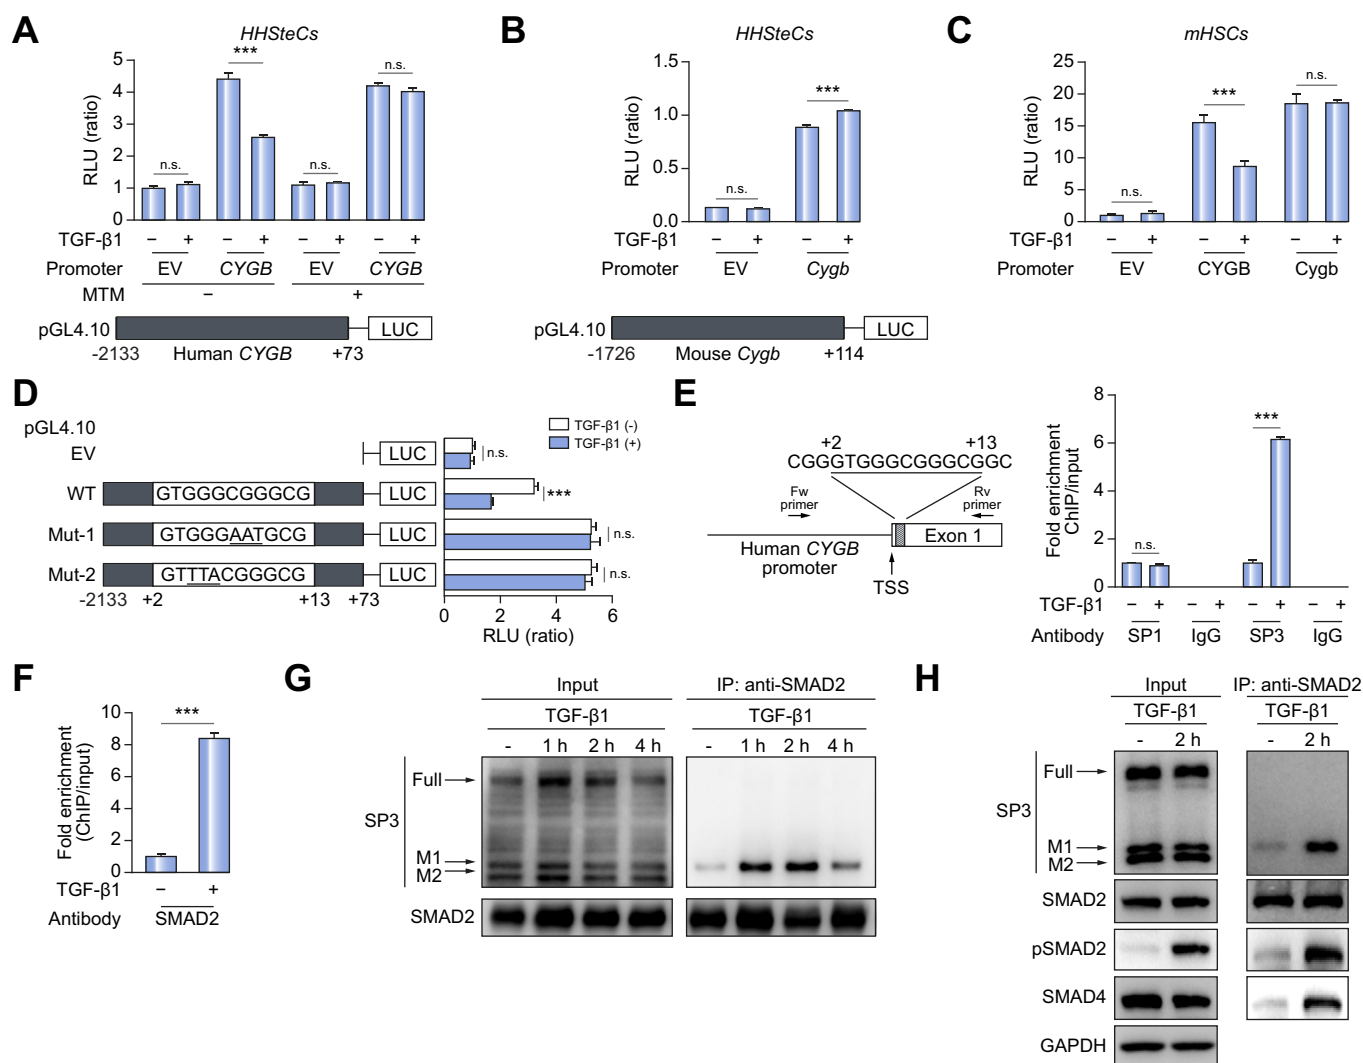 A
HHSteCs
RLU (ratio)
5
4
3
2
1
0
n.s.
***
n.s.
n.s.
TGF-β1 – + – + – + – +
Promoter EV CYGB EV CYGB
MTM – +
pGL4.10 LUC
-2133 Human CYGB +73
B
HHSteCs
RLU (ratio)
1.5
1.0
0.5
0.0
n.s.
***
TGF-β1 – + – +
Promoter EV Cygb
pGL4.10 LUC
-1726 Mouse Cygb +114
C
mHSCs
RLU (ratio)
25
20
15
10
5
0
n.s.
***
n.s.
TGF-β1 – + – + – +
Promoter EV CYGB Cygb
D
pGL4.10
TGF-β1 (-)
TGF-β1 (+)
EV LUC n.s.
WT GTGGGCGGGCG LUC ***
Mut-1 GTGGGAATGCG LUC n.s.
Mut-2 GTTTACGGGCG LUC n.s.
-2133 +2 +13 +73
0 2 4 6
RLU (ratio)
E
+2 +13
CGGGTGGGCGGGCGGC
Fw primer
Rv primer
Exon 1
Human CYGB promoter
TSS
Fold enrichment
ChIP/input
8
6
4
2
0
n.s.
***
TGF-β1 – + – + – + – +
Antibody SP1 IgG SP3 IgG
F
Fold enrichment
(ChIP/input)
10
8
6
4
2
0
***
TGF-β1 – +
Antibody SMAD2
G
Input IP: anti-SMAD2
TGF-β1 TGF-β1
- 1 h 2 h 4 h - 1 h 2 h 4 h
Full
SP3
M1
M2
SMAD2
H
Input IP: anti-SMAD2
TGF-β1 TGF-β1
- 2 h - 2 h
Full
SP3
M1
M2
SMAD2
pSMAD2
SMAD4
GAPDH